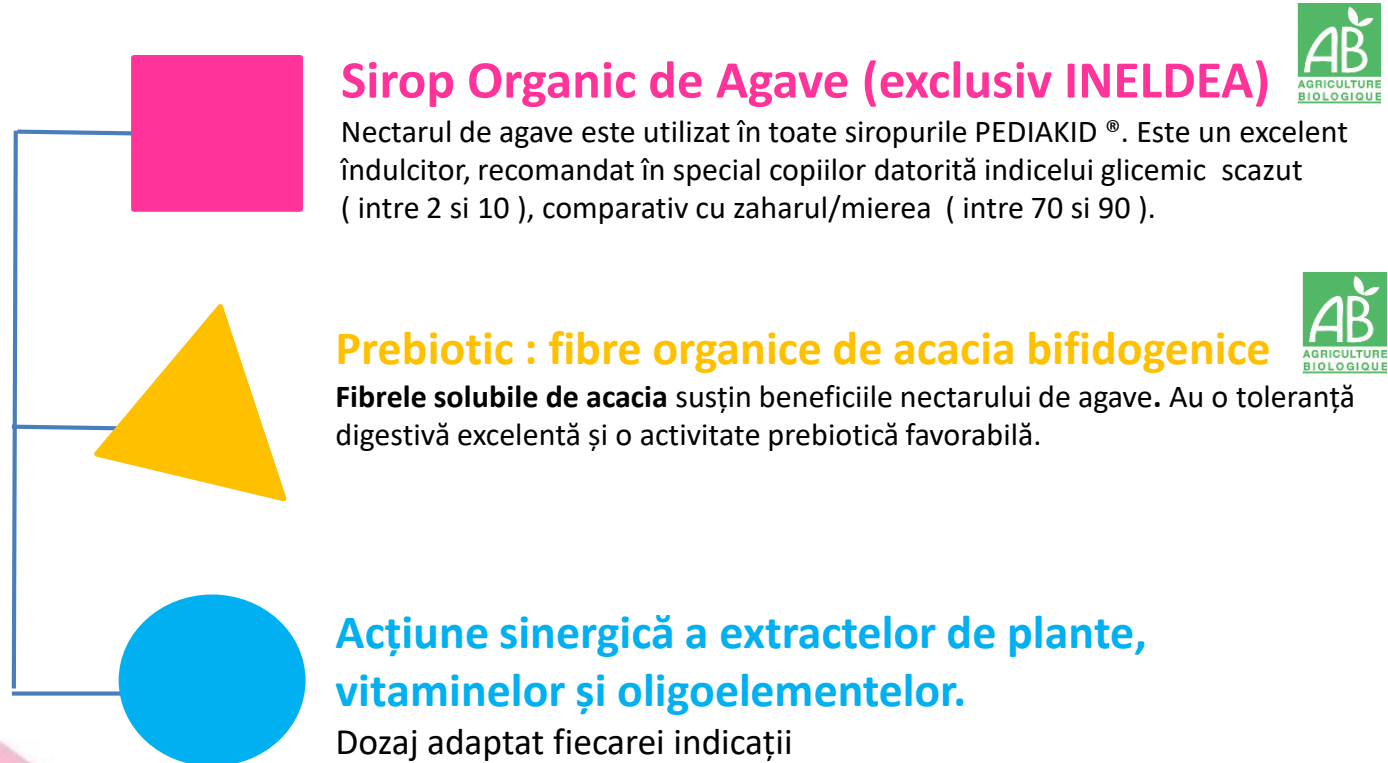 AB
AGRICULTURE
BIOLOGIQUE
Sirop Organic de Agave (exclusiv INELDEA)
Nectarul de agave este utilizat în toate siropurile PEDIAKID ®. Este un excelent
îndulcitor, recomandat în special copiilor datorită indicelui glicemic scazut
( intre 2 si 10 ), comparativ cu zaharul/mierea ( intre 70 si 90 ).
AB
AGRICULTURE
BIOLOGIQUE
Prebiotic : fibre organice de acacia bifidogenice
Fibrele solubile de acacia susțin beneficiile nectarului de agave. Au o toleranță
digestivă excelentă și o activitate prebiotică favorabilă.
Acțiune sinergică a extractelor de plante,
vitaminelor și oligoelementelor.
Dozaj adaptat fiecarei indicații